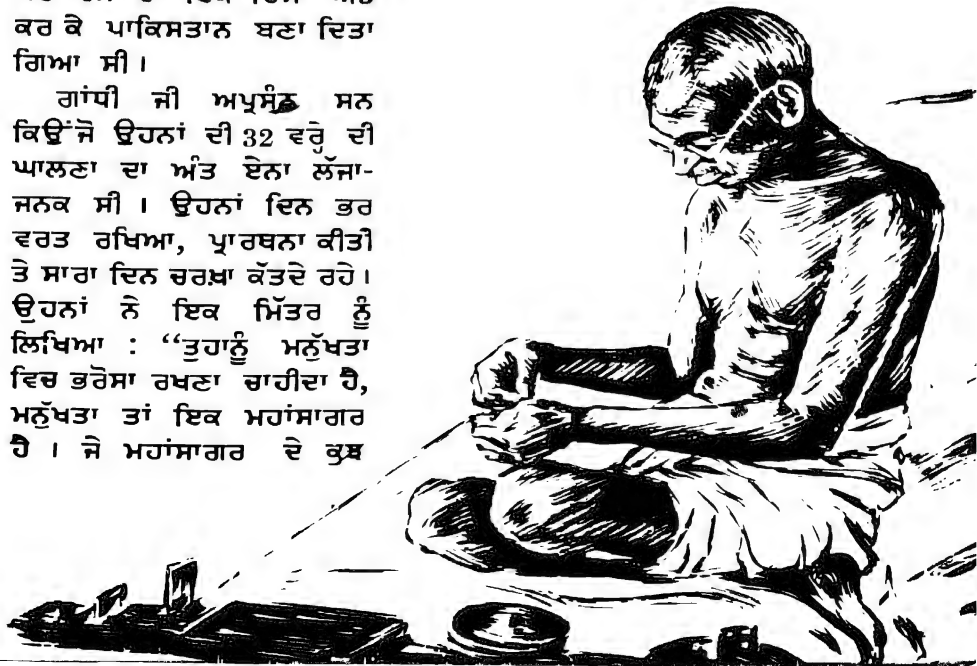 ਕਰ ਕੇ ਪਾਕਿਸਤਾਨ ਬਣਾ ਦਿਤਾ
ਗਿਆ ਸੀ ।
ਗਾਂਧੀ ਜੀ ਅਪ੍ਰਸੰਨ ਸਨ
ਕਿਉਂਜੋ ਉਹਨਾਂ ਦੀ 32 ਵਰ੍ਹੇ ਦੀ
ਘਾਲਣਾ ਦਾ ਅੰਤ ਏਨਾ ਲੱਜਾ-
ਜਨਕ ਸੀ । ਉਹਨਾਂ ਦਿਨ ਭਰ
ਵਰਤ ਰਖਿਆ, ਪ੍ਰਾਰਥਨਾ ਕੀਤੀ
ਤੇ ਸਾਰਾ ਦਿਨ ਚਰਖ਼ਾ ਕੱਤਦੇ ਰਹੇ ।
ਉਹਨਾਂ ਨੇ ਇਕ ਮਿੱਤਰ ਨੂੰ
ਲਿਖਿਆ : “ਤੁਹਾਨੂੰ ਮਨੁੱਖਤਾ
ਵਿਚ ਭਰੋਸਾ ਰਖਣਾ ਚਾਹੀਦਾ ਹੈ,
ਮਨੁੱਖਤਾ ਤਾਂ ਇਕ ਮਹਾਂਸਾਗਰ
ਹੈ । ਜੇ ਮਹਾਂਸਾਗਰ ਦੇ ਕੁਝ